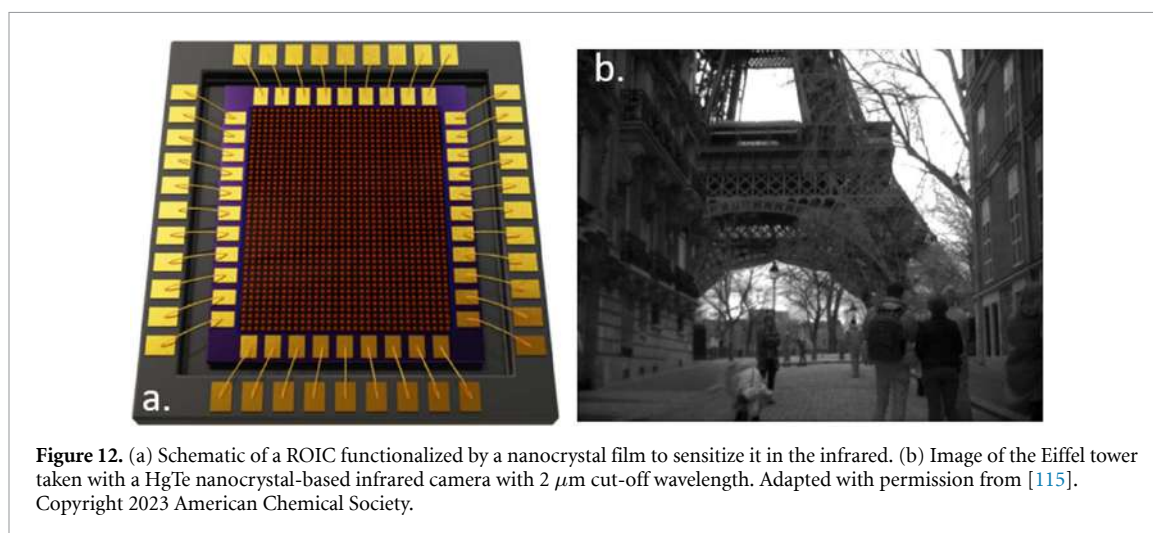 a.
b.
Figure 12. (a) Schematic of a ROIC functionalized by a nanocrystal film to sensitize it in the infrared. (b) Image of the Eiffel tower
taken with a HgTe nanocrystal-based infrared camera with 2 μm cut-off wavelength. Adapted with permission from [115].
Copyright 2023 American Chemical Society.